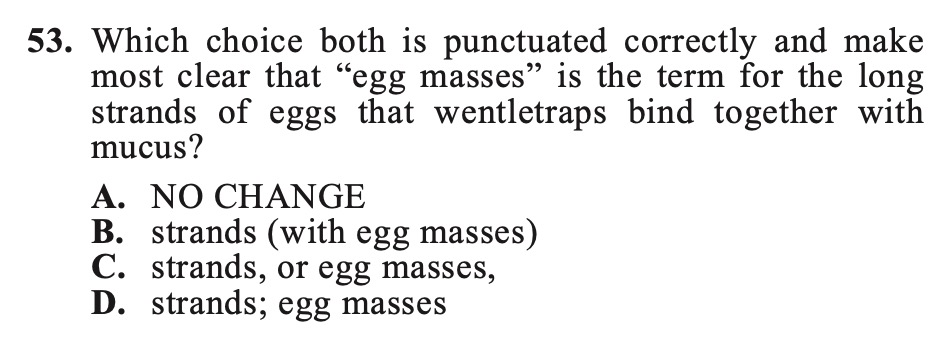 53. Which choice both is punctuated correctly and make
most clear that “egg masses” is the term for the long
strands of eggs that wentletraps bind together with
mucus?
A. NO CHANGE
B. strands (with egg masses)
C. strands, or egg masses,
D. strands; egg masses